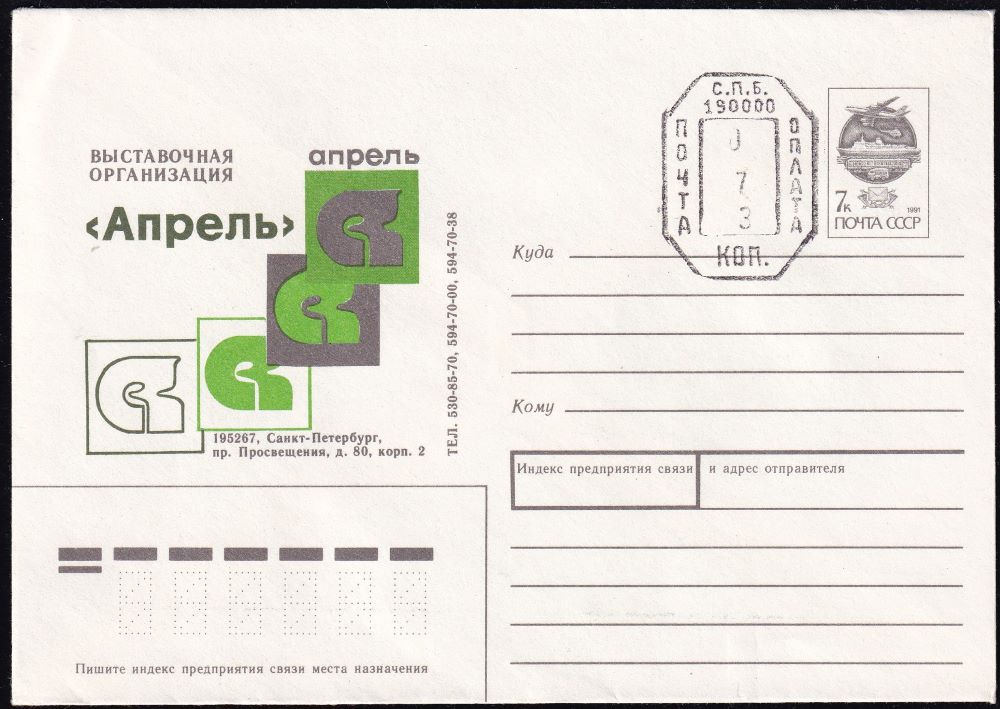 ВЫСТАВОЧНАЯ
ОРГАНИЗАЦИЯ
‹Апрель›
апрель
195267, Санкт-Петербург,
пр. Просвещения, д. 80, корп. 2
ТЕЛ. 530-85-70, 594-70-00, 594-70-38
С.П.Б.
190000
ПОЧТА
0
7
3
ОПЛАТА
КОП.
7к
1991
ПОЧТА СССР
Куда
Кому
Индекс предприятия связи и адрес отправителя
Пишите индекс предприятия связи места назначения